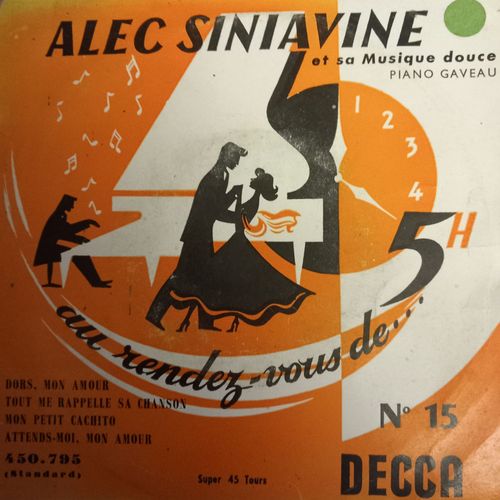 ALEC SINIAVINE
et sa Musique douce
PIANO GAVEAU
1
2
3
4
5H
au rendez-vous de...
DORS, MON AMOUR
TOUT ME RAPPELLE SA CHANSON
MON PETIT CACHITO
ATTENDS-MOI, MON AMOUR
450.795
(Standard)
Super 45 Tours
No 15
DECCA